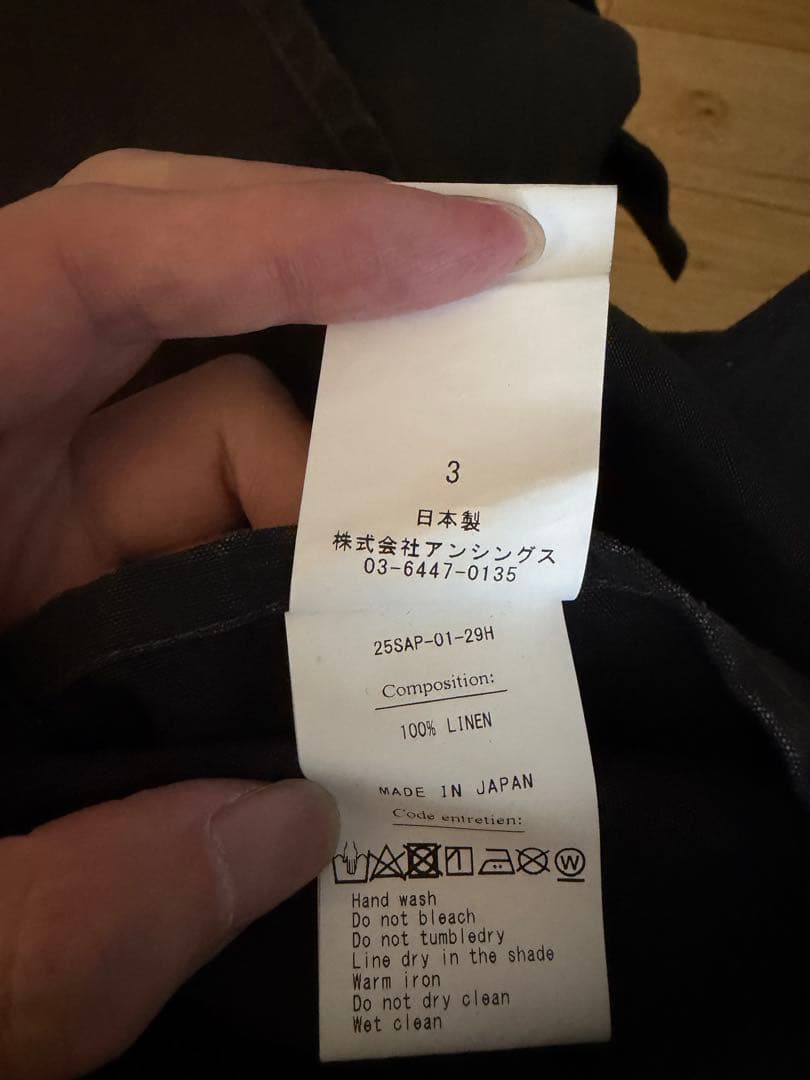 3
日本製
株式会社アンシングス
03-6447-0135
25SAP-01-29H
Composition:
100% LINEN
MADE IN JAPAN
Code entretien:
W
Hand wash
Do not bleach
Do not tumbledry
Line dry in the shade
Warm iron
Do not dry clean
Wet clean